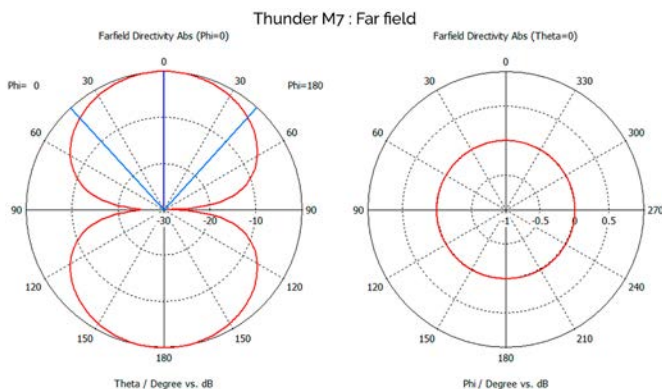 Thunder M7 : Far field
Farfield Directivity Abs (Phi=0)
0
30 30
Phi= 0 Phi=180
60 60
90 -30 -20 -10 90
120 120
150 150
180
Theta / Degree vs. dB
Farfield Directivity Abs (Theta=0)
0
30 330
60 300
90 -1 -0.5 0 0.5 270
120 240
150 210
180
Phi / Degree vs. dB